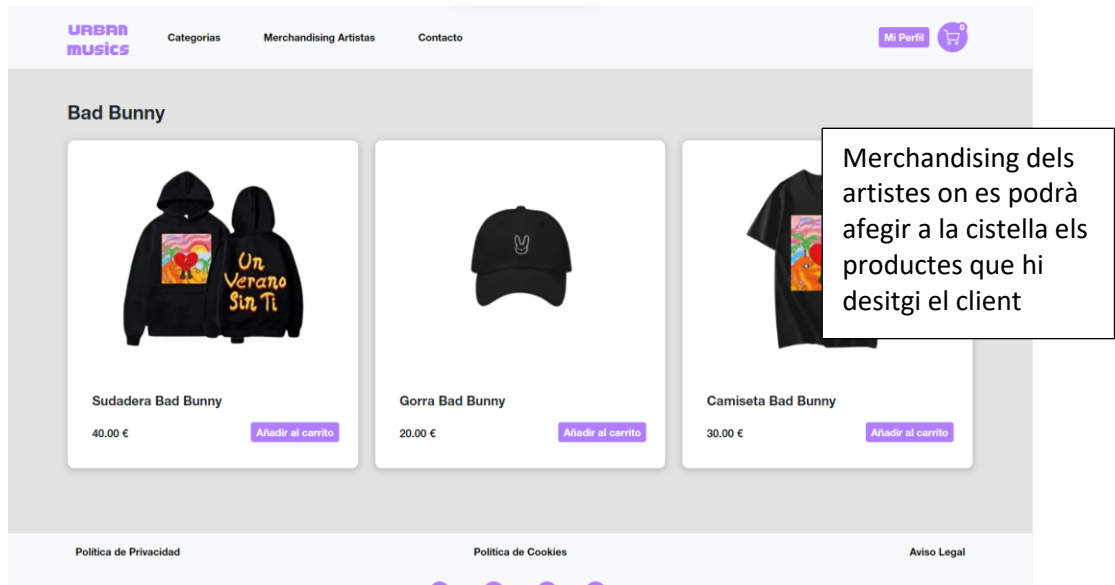 URBAN
musics
Categorias
Merchandising Artistas
Contacto
Mi Perfil
0
Bad Bunny
Un
Verano
Sin Ti
Merchandising dels
artistes on es podrà
afegir a la cistella els
productes que hi
desitgi el client
Sudadera Bad Bunny
40.00 €
Añadir al carrito
Gorra Bad Bunny
20.00 €
Añadir al carrito
Camiseta Bad Bunny
30.00 €
Añadir al carrito
Política de Privacidad
Política de Cookies
Aviso Legal